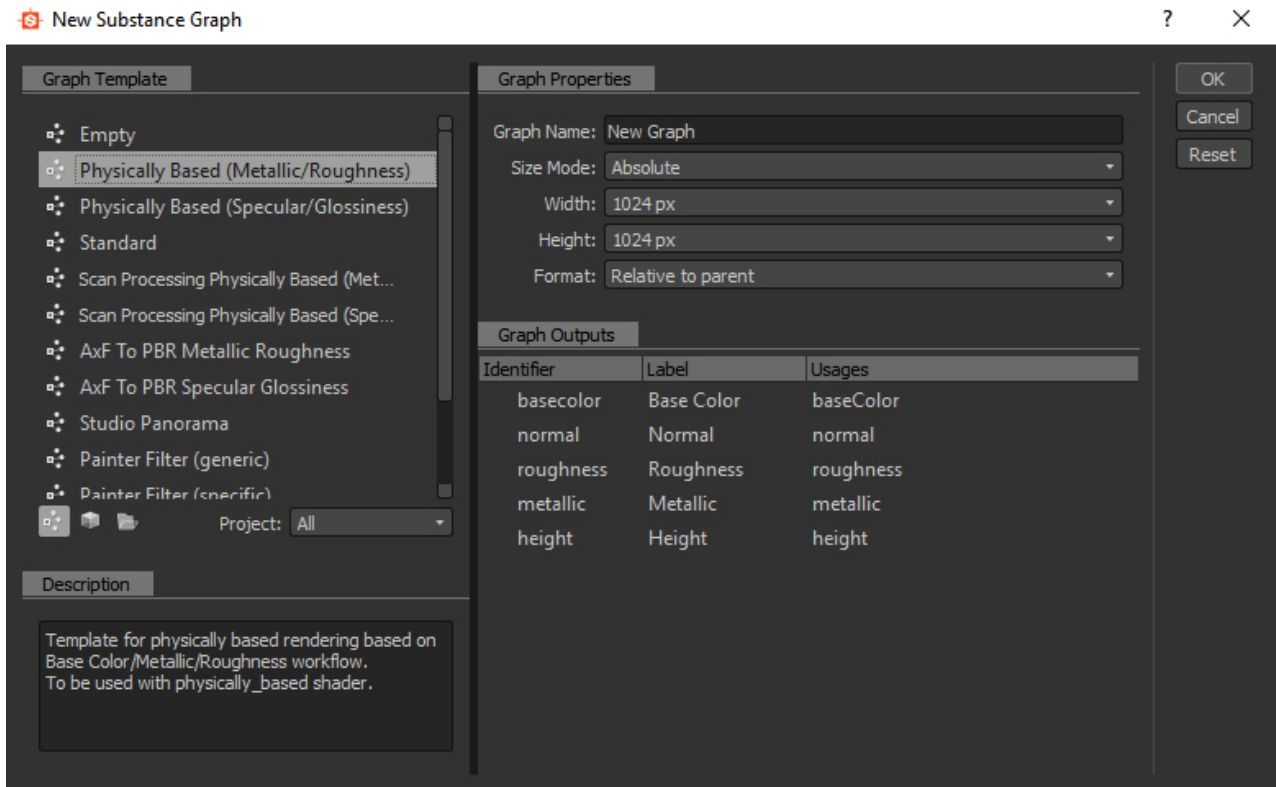 New Substance Graph
Graph Template
Empty
Physically Based (Metallic/Roughness)
Physically Based (Specular/Glossiness)
Standard
Scan Processing Physically Based (Met...
Scan Processing Physically Based (Spe...
AxF To PBR Metallic Roughness
AxF To PBR Specular Glossiness
Studio Panorama
Painter Filter (generic)
Painter Filter (specific)
Project: All
Description
Template for physically based rendering based on
Base Color/Metallic/Roughness workflow.
To be used with physically_based shader.
Graph Properties
Graph Name: New Graph
Size Mode: Absolute
Width: 1024 px
Height: 1024 px
Format: Relative to parent
Graph Outputs
Identifier Label Usages
basecolor Base Color baseColor
normal Normal normal
roughness Roughness roughness
metallic Metallic metallic
height Height height
OK
Cancel
Reset